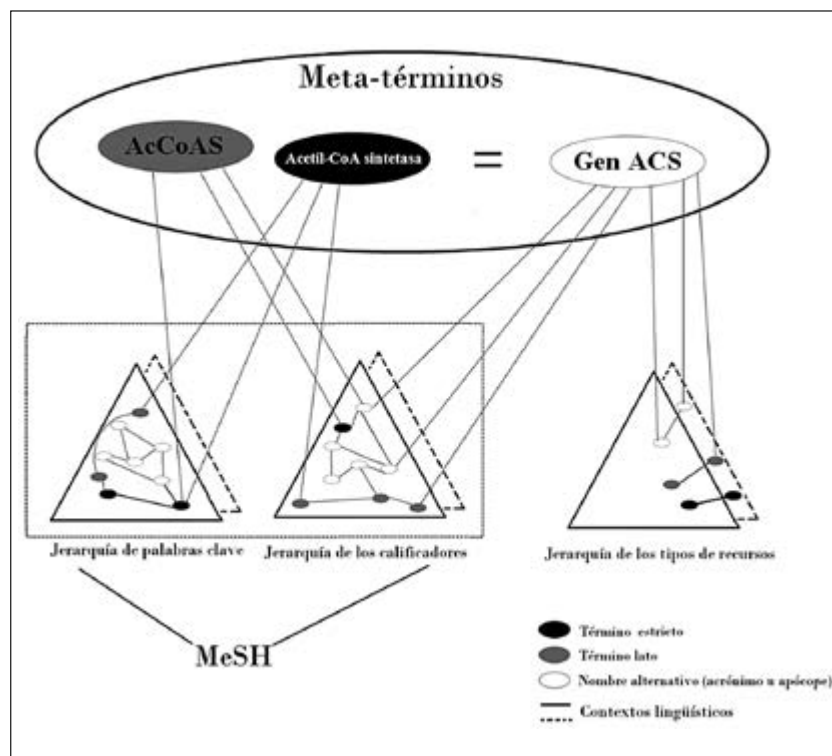 Meta-términos
AcCoAS
Acetil-CoA sintetasa
=
Gen ACS
Jerarquía de palabras clave
Jerarquía de los calificadores
Jerarquía de los tipos de recursos
MeSH
Término estricto
Término lato
Nombre alternativo (acrónimo u apócope)
Contextos lingüísticos